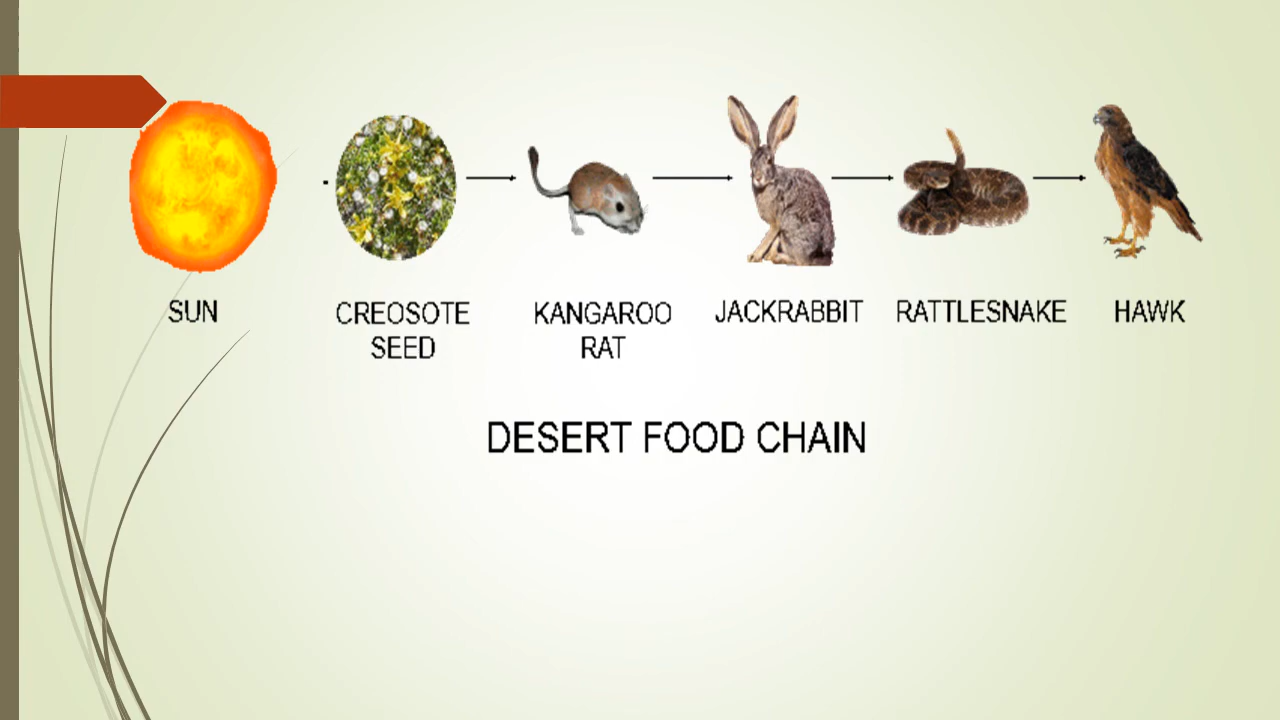 SUN
CREOSOTE
SEED
KANGAROO
RAT
JACKRABBIT
RATTLESNAKE
HAWK
DESERT FOOD CHAIN